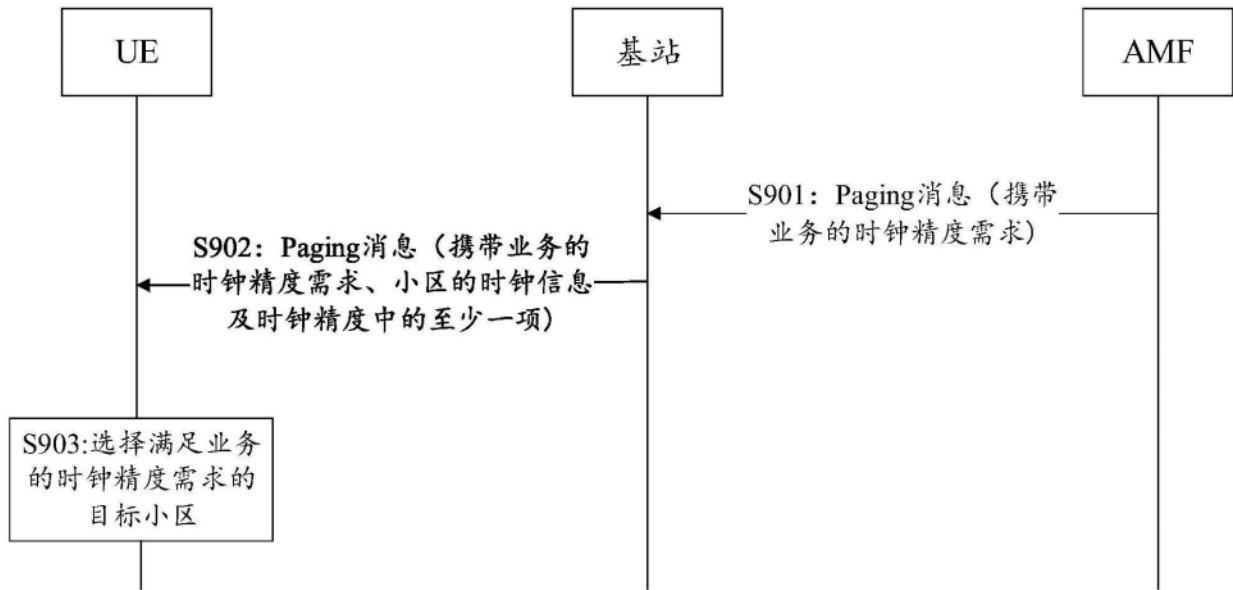 UE
基站
AMF
S901：Paging消息（携带
业务的时钟精度需求)
S902：Paging消息（携带业务的
时钟精度需求、小区的时钟信息
及时钟精度中的至少一项）
S903:选择满足业务
的时钟精度需求的
目标小区